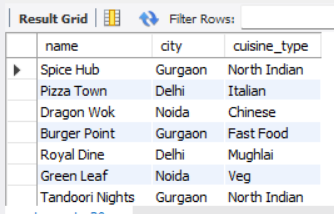 Result Grid Filter Rows:
name city cuisine_type
Spice Hub Gurgaon North Indian
Pizza Town Delhi Italian
Dragon Wok Noida Chinese
Burger Point Gurgaon Fast Food
Royal Dine Delhi Mughlai
Green Leaf Noida Veg
Tandoori Nights Gurgaon North Indian